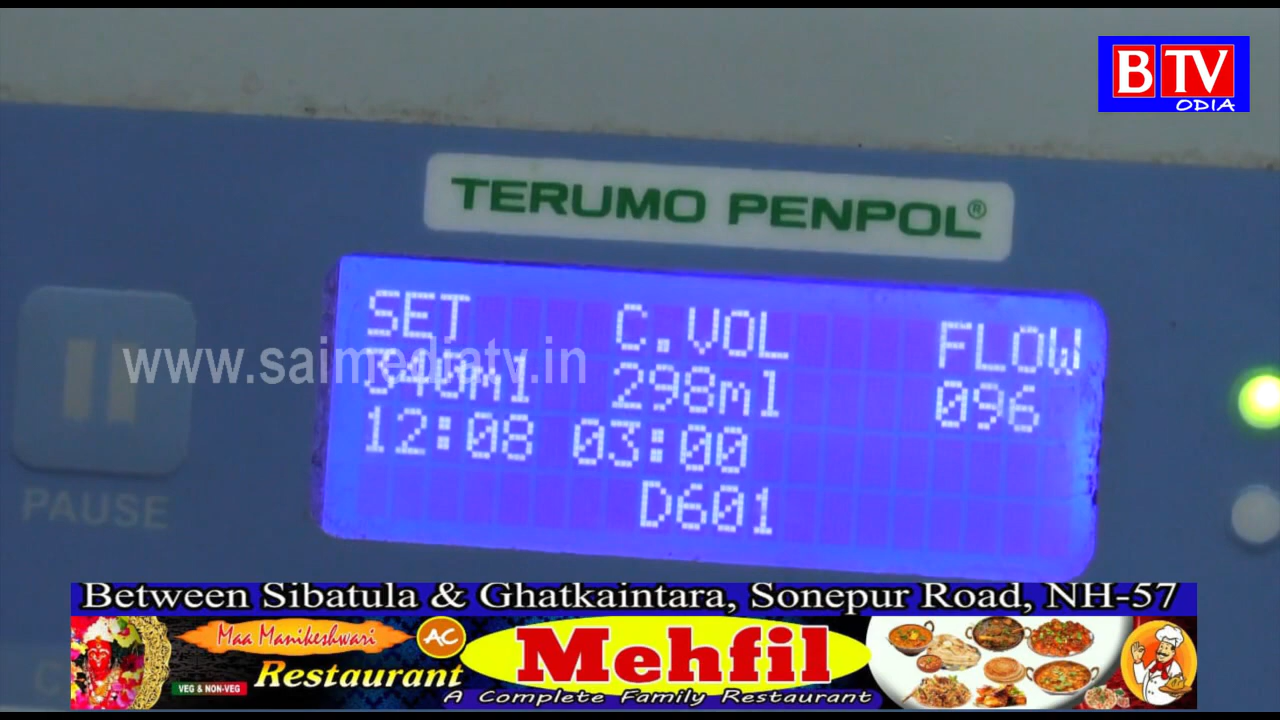 BTV
ODIA
TERUMO PENPOL®
SET C.VOL FLOW
www.saimediatv.in
298ml 096
12:08 03:00
D601
PAUSE
Between Sibatula & Ghatkaintara, Sonepur Road, NH-57
Maa Manikeshwari AC
Restaurant
VEG & NON-VEG
Mehfil
A Complete Family Restaurant